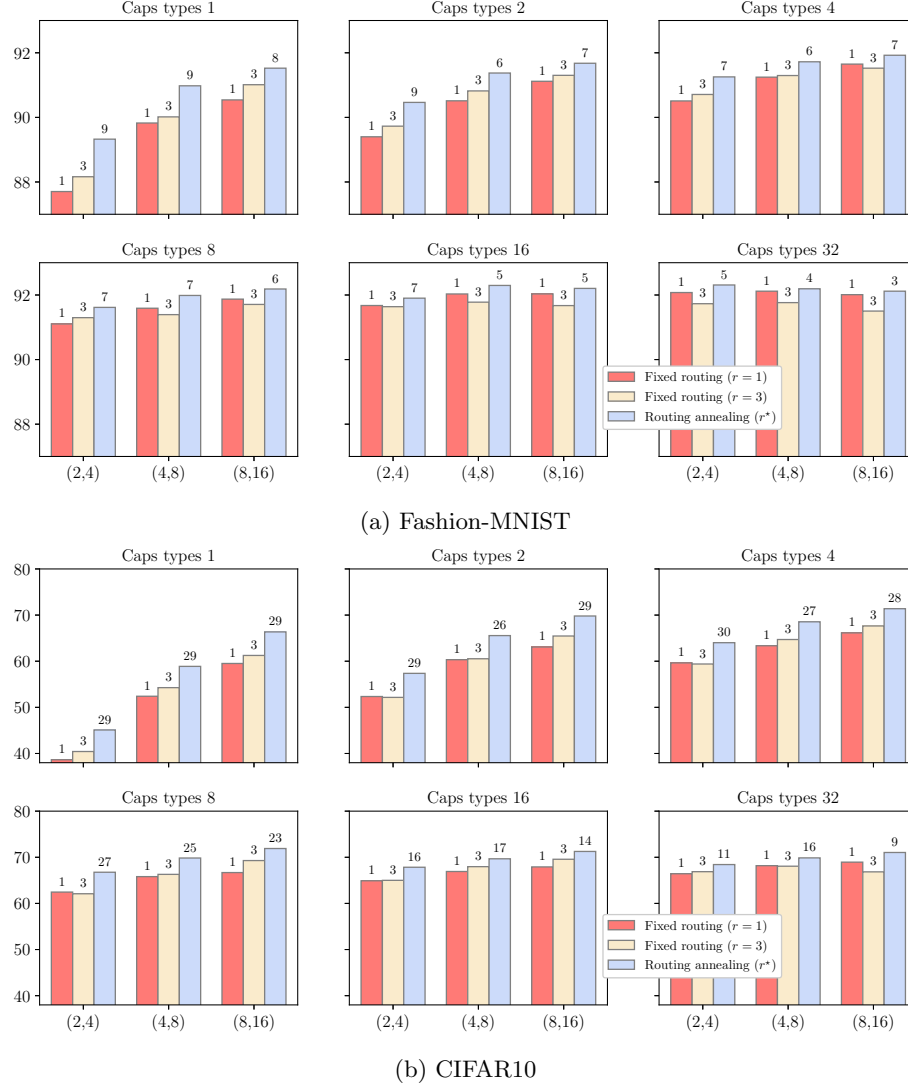 Caps types 1 Caps types 2 Caps types 4
92
90
88
1 3 9 1 3 9 1 3 8
1 3 9 1 3 6 1 3 7
1 3 7 1 3 6 1 3 7
Caps types 8 Caps types 16 Caps types 32
92
90
88
1 3 7 1 3 7 1 3 6
1 3 7 1 3 5 1 3 5
1 3 5 1 3 4 1 3 3
Fixed routing (r = 1)
Fixed routing (r = 3)
Routing annealing (r⋆)
(2,4) (4,8) (8,16) (2,4) (4,8) (8,16) (2,4) (4,8) (8,16)
(a) Fashion-MNIST
Caps types 1 Caps types 2 Caps types 4
80
70
60
50
40
1 3 29 1 3 29 1 3 29
1 3 29 1 3 26 1 3 29
1 3 30 1 3 27 1 3 28
Caps types 8 Caps types 16 Caps types 32
80
70
60
50
40
1 3 27 1 3 25 1 3 23
1 3 16 1 3 17 1 3 14
1 3 11 1 3 16 1 3 9
Fixed routing (r = 1)
Fixed routing (r = 3)
Routing annealing (r⋆)
(2,4) (4,8) (8,16) (2,4) (4,8) (8,16) (2,4) (4,8) (8,16)
(b) CIFAR10